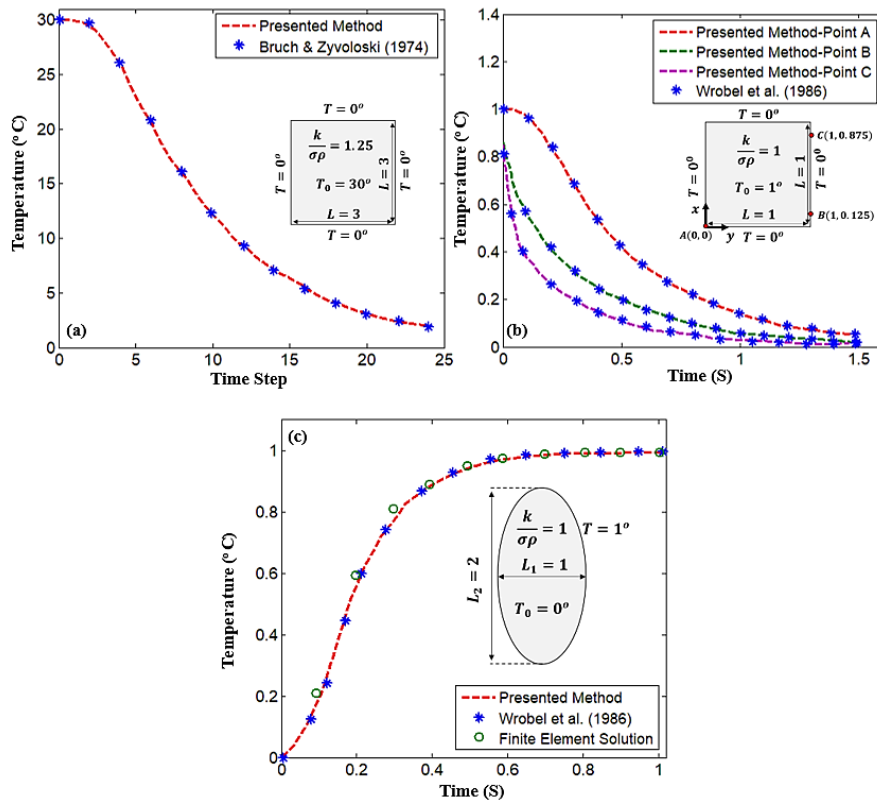 30
25
20
15
10
5
0
0
5
10
15
20
25
Temperature (° C)
Time Step
(a)
Presented Method
Bruch & Zyvoloski (1974)
T = 0°
T = 0°
k/σρ = 1.25
T₀ = 30°
L = 3
T = 0°
L = 3
T = 0°
1.4
1.2
1
0.8
0.6
0.4
0.2
0
0
0.5
1
1.5
Temperature (° C)
Time (S)
(b)
Presented Method-Point A
Presented Method-Point B
Presented Method-Point C
Wrobel et al. (1986)
T = 0°
C(1,0.875)
T = 0°
k/σρ = 1
T₀ = 1°
L = 1
T = 0°
x
L = 1
B(1,0.125)
A(0,0)
y
T = 0°
(c)
1
0.8
0.6
0.4
0.2
0
0
0.2
0.4
0.6
0.8
1
Temperature (° C)
Time (S)
L₂ = 2
k/σρ = 1
T = 1°
L₁ = 1
T₀ = 0°
Presented Method
Wrobel et al. (1986)
Finite Element Solution